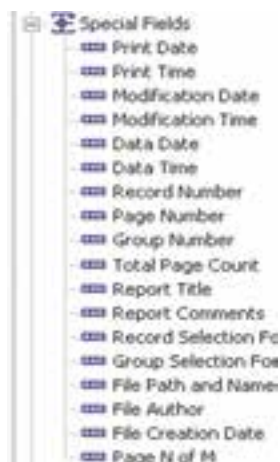 Special Fields
Print Date
Print Time
Modification Date
Modification Time
Data Date
Data Time
Record Number
Page Number
Group Number
Total Page Count
Report Title
Report Comments
Record Selection Fo
Group Selection For
File Path and Name
File Author
File Creation Date
Page N of M